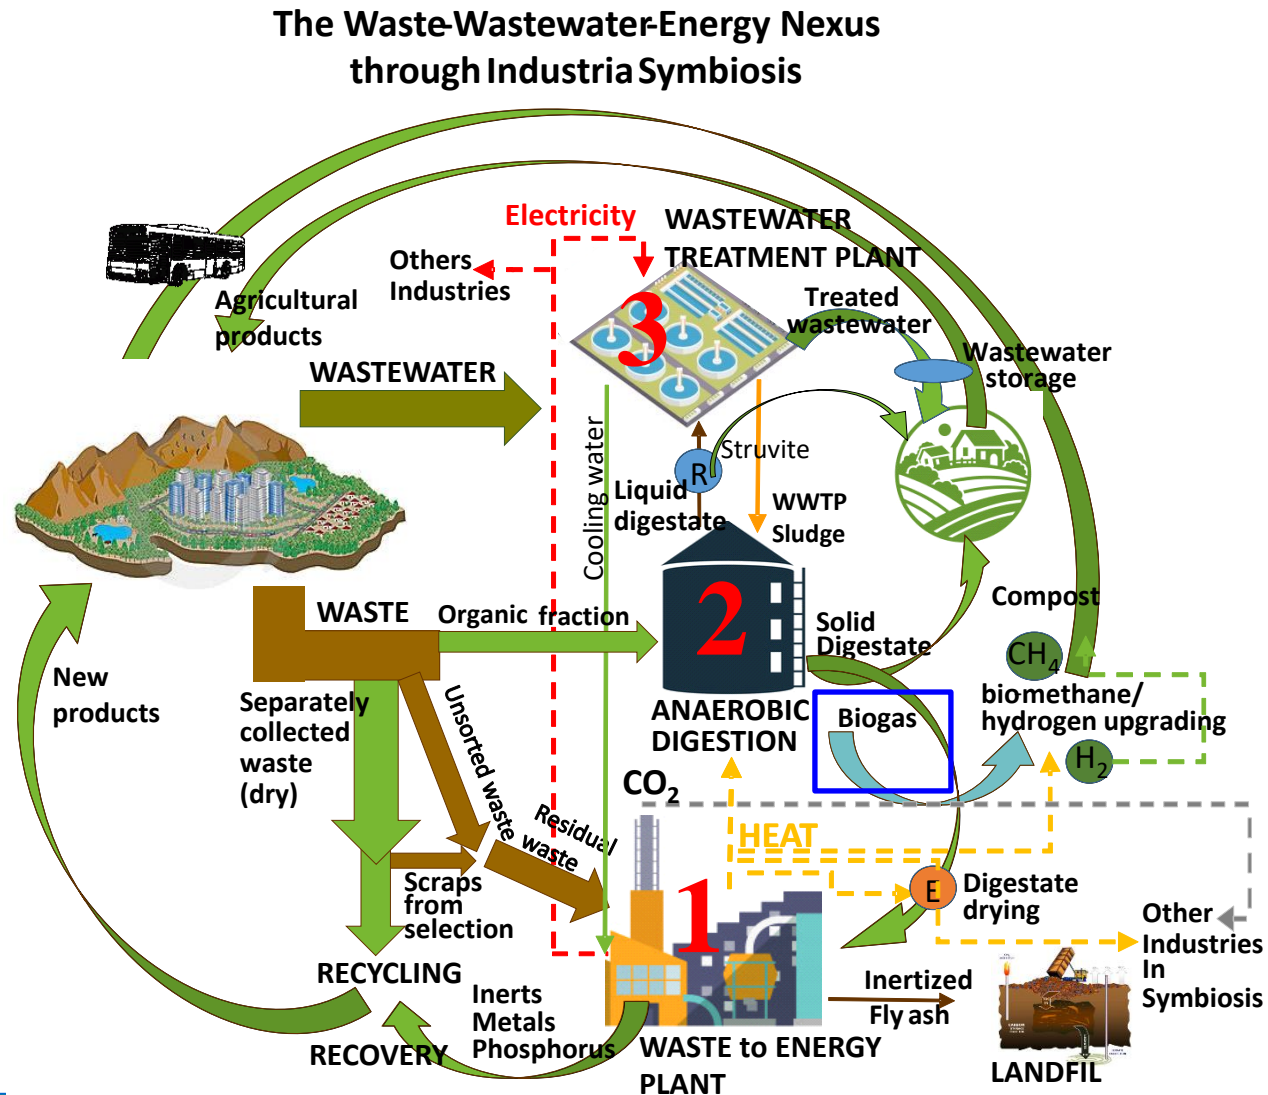 The Waste-Wastewater-Energy Nexus
through Industria Symbiosis
Electricity
WASTEWATER
TREATMENT PLANT
Others
Industries
Agricultural
products
Treated
wastewater
3
Wastewater
storage
WASTEWATER
Cooling water
Struvite
R
Liquid
digestate
WWTP
Sludge
2
WASTE
Organic fraction
Solid
Digestate
Compost
CH4
New
products
Separately
collected
waste
(dry)
Unsorted waste
ANAEROBIC
DIGESTION
Biogas
biomethane/
hydrogen upgrading
H2
CO2
Residual
waste
HEAT
1
E
Digestate
drying
Scraps
from
selection
Other
Industries
In
Symbiosis
RECYCLING
Inerts
Metals
Phosphorus
Inertized
Fly ash
RECOVERY
WASTE to ENERGY
PLANT
LANDFIL